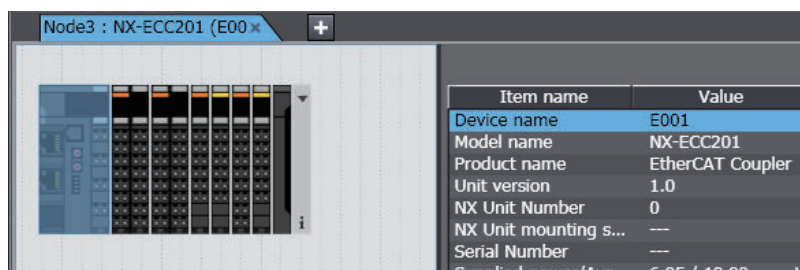 Node3 : NX-ECC201 (E00
Item name Value
Device name E001
Model name NX-ECC201
Product name EtherCAT Coupler
Unit version 1.0
NX Unit Number 0
NX Unit mounting s... ---
Serial Number ---